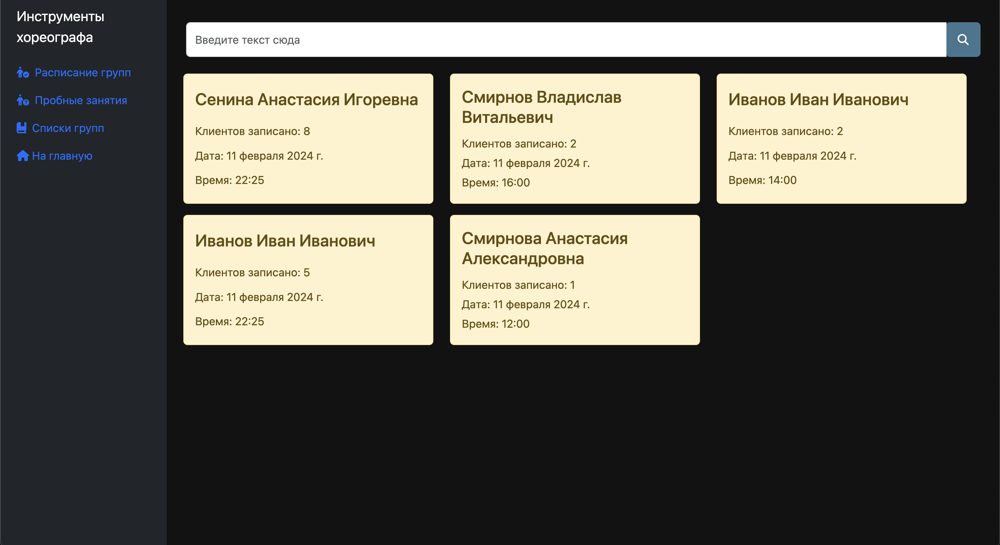 Инструменты
хореографа
Расписание групп
Пробные занятия
Списки групп
На главную
Введите текст сюда
Сенина Анастасия Игоревна
Клиентов записано: 8
Дата: 11 февраля 2024 г.
Время: 22:25
Смирнов Владислав
Витальевич
Клиентов записано: 2
Дата: 11 февраля 2024 г.
Время: 16:00
Иванов Иван Иванович
Клиентов записано: 2
Дата: 11 февраля 2024 г.
Время: 14:00
Иванов Иван Иванович
Клиентов записано: 5
Дата: 11 февраля 2024 г.
Время: 22:25
Смирнова Анастасия
Александровна
Клиентов записано: 1
Дата: 11 февраля 2024 г.
Время: 12:00